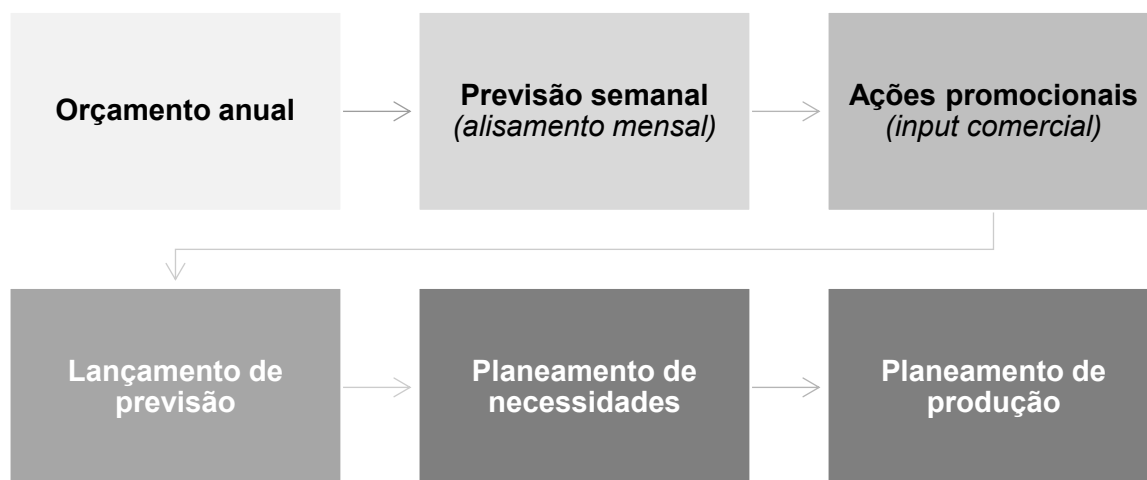 Orçamento anual
Previsão semanal
(alisamento mensal)
Ações promocionais
(input comercial)
Lançamento de
previsão
Planeamento de
necessidades
Planeamento de
produção